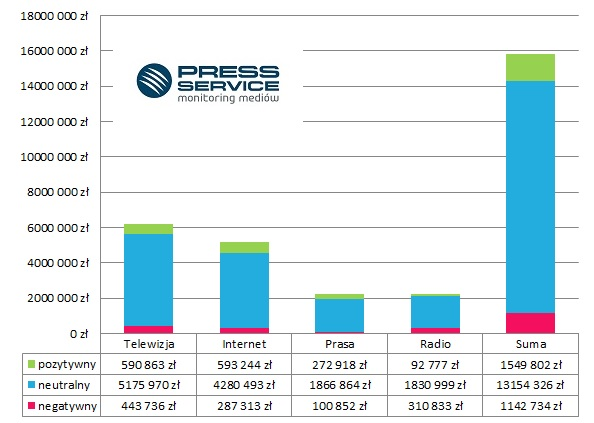 18000 000 zł
16000 000 zł
14000 000 zł
12000 000 zł
10000 000 zł
8000 000 zł
6000 000 zł
4000 000 zł
2000 000 zł
0 zł
PRESS
SERVICE
monitoring mediów
Telewizja Internet Prasa Radio Suma
pozytywny 590 863 zł 593 244 zł 272 918 zł 92 777 zł 1549 802 zł
neutralny 5175 970 zł 4280 493 zł 1866 864 zł 1830 999 zł 13154 326 zł
negatywny 443 736 zł 287 313 zł 100 852 zł 310 833 zł 1142 734 zł